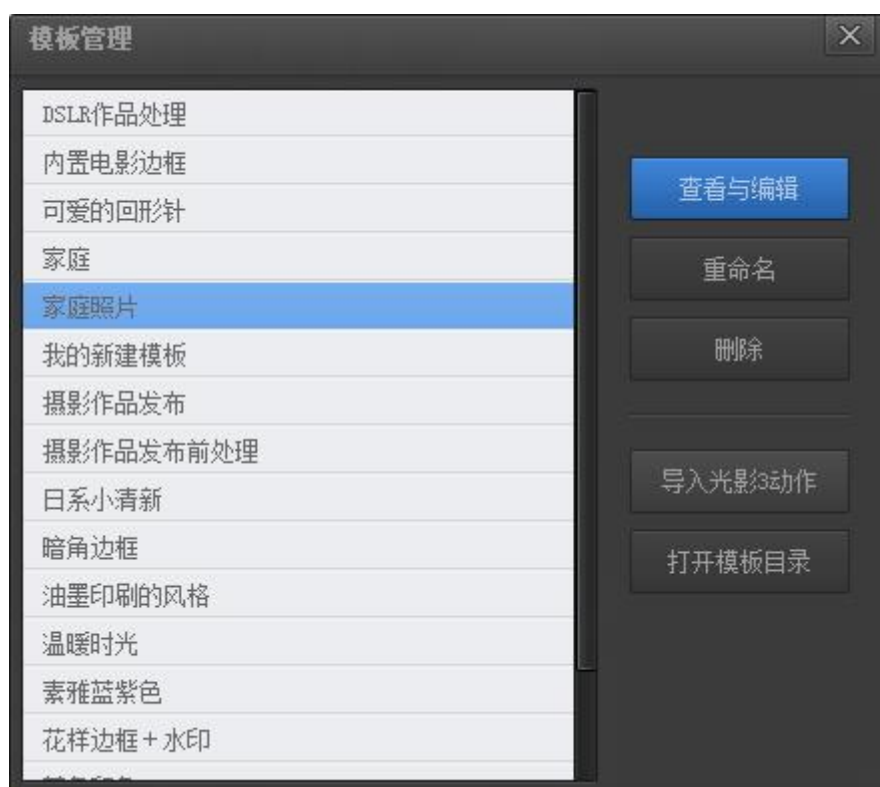 模板管理
DSLR作品处理
内置电影边框
可爱的回形针
家庭
家庭照片
我的新建模板
摄影作品发布
摄影作品发布前处理
日系小清新
暗角边框
油墨印刷的风格
温暖时光
素雅蓝紫色
花样边框+水印
查看与编辑
重命名
删除
导入光影3动作
打开模板目录